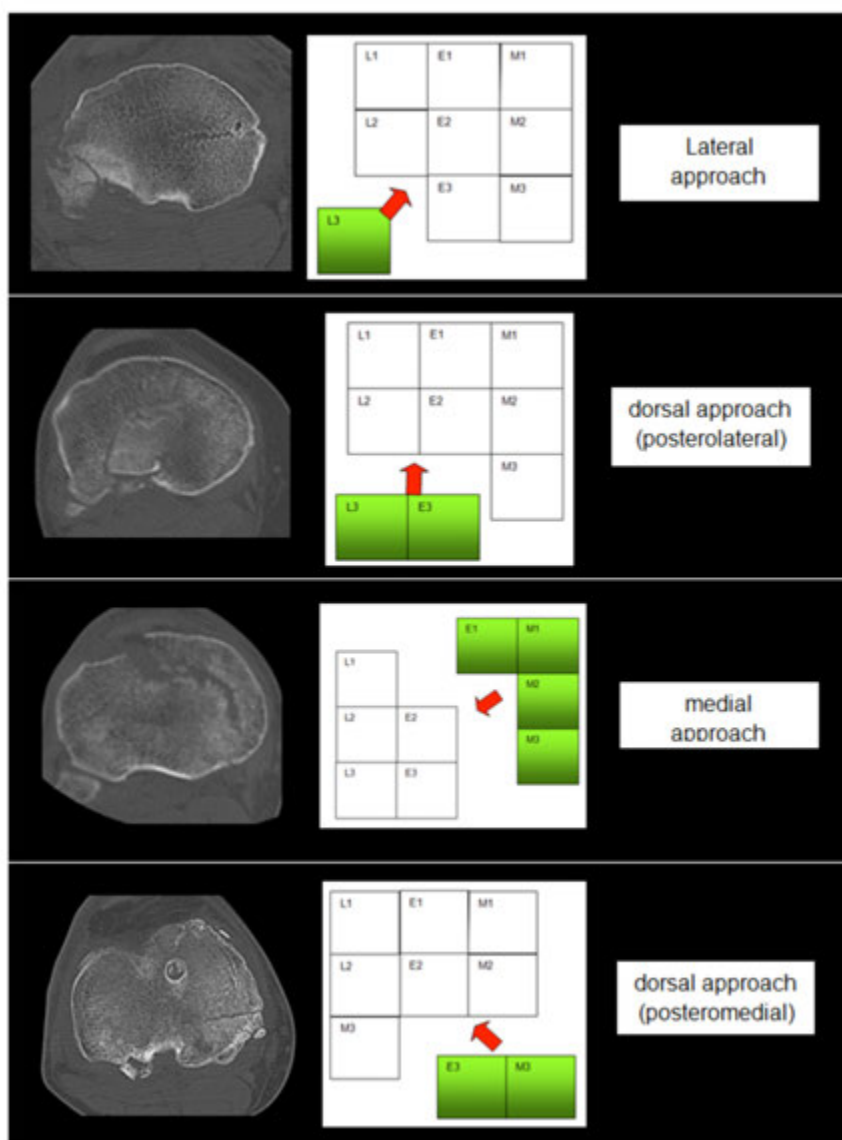 L1 E1 M1
L2 E2 M2
E3 M3
L3
Lateral
approach
L1 E1 M1
L2 E2 M2
M3
L3 E3
dorsal approach
(posterolateral)
E1 M1
L1 M2
L2 E2
M3
L3 E3
medial
approach
L1 E1 M1
L2 E2 M2
M3
E3 M3
dorsal approach
(posteromedial)